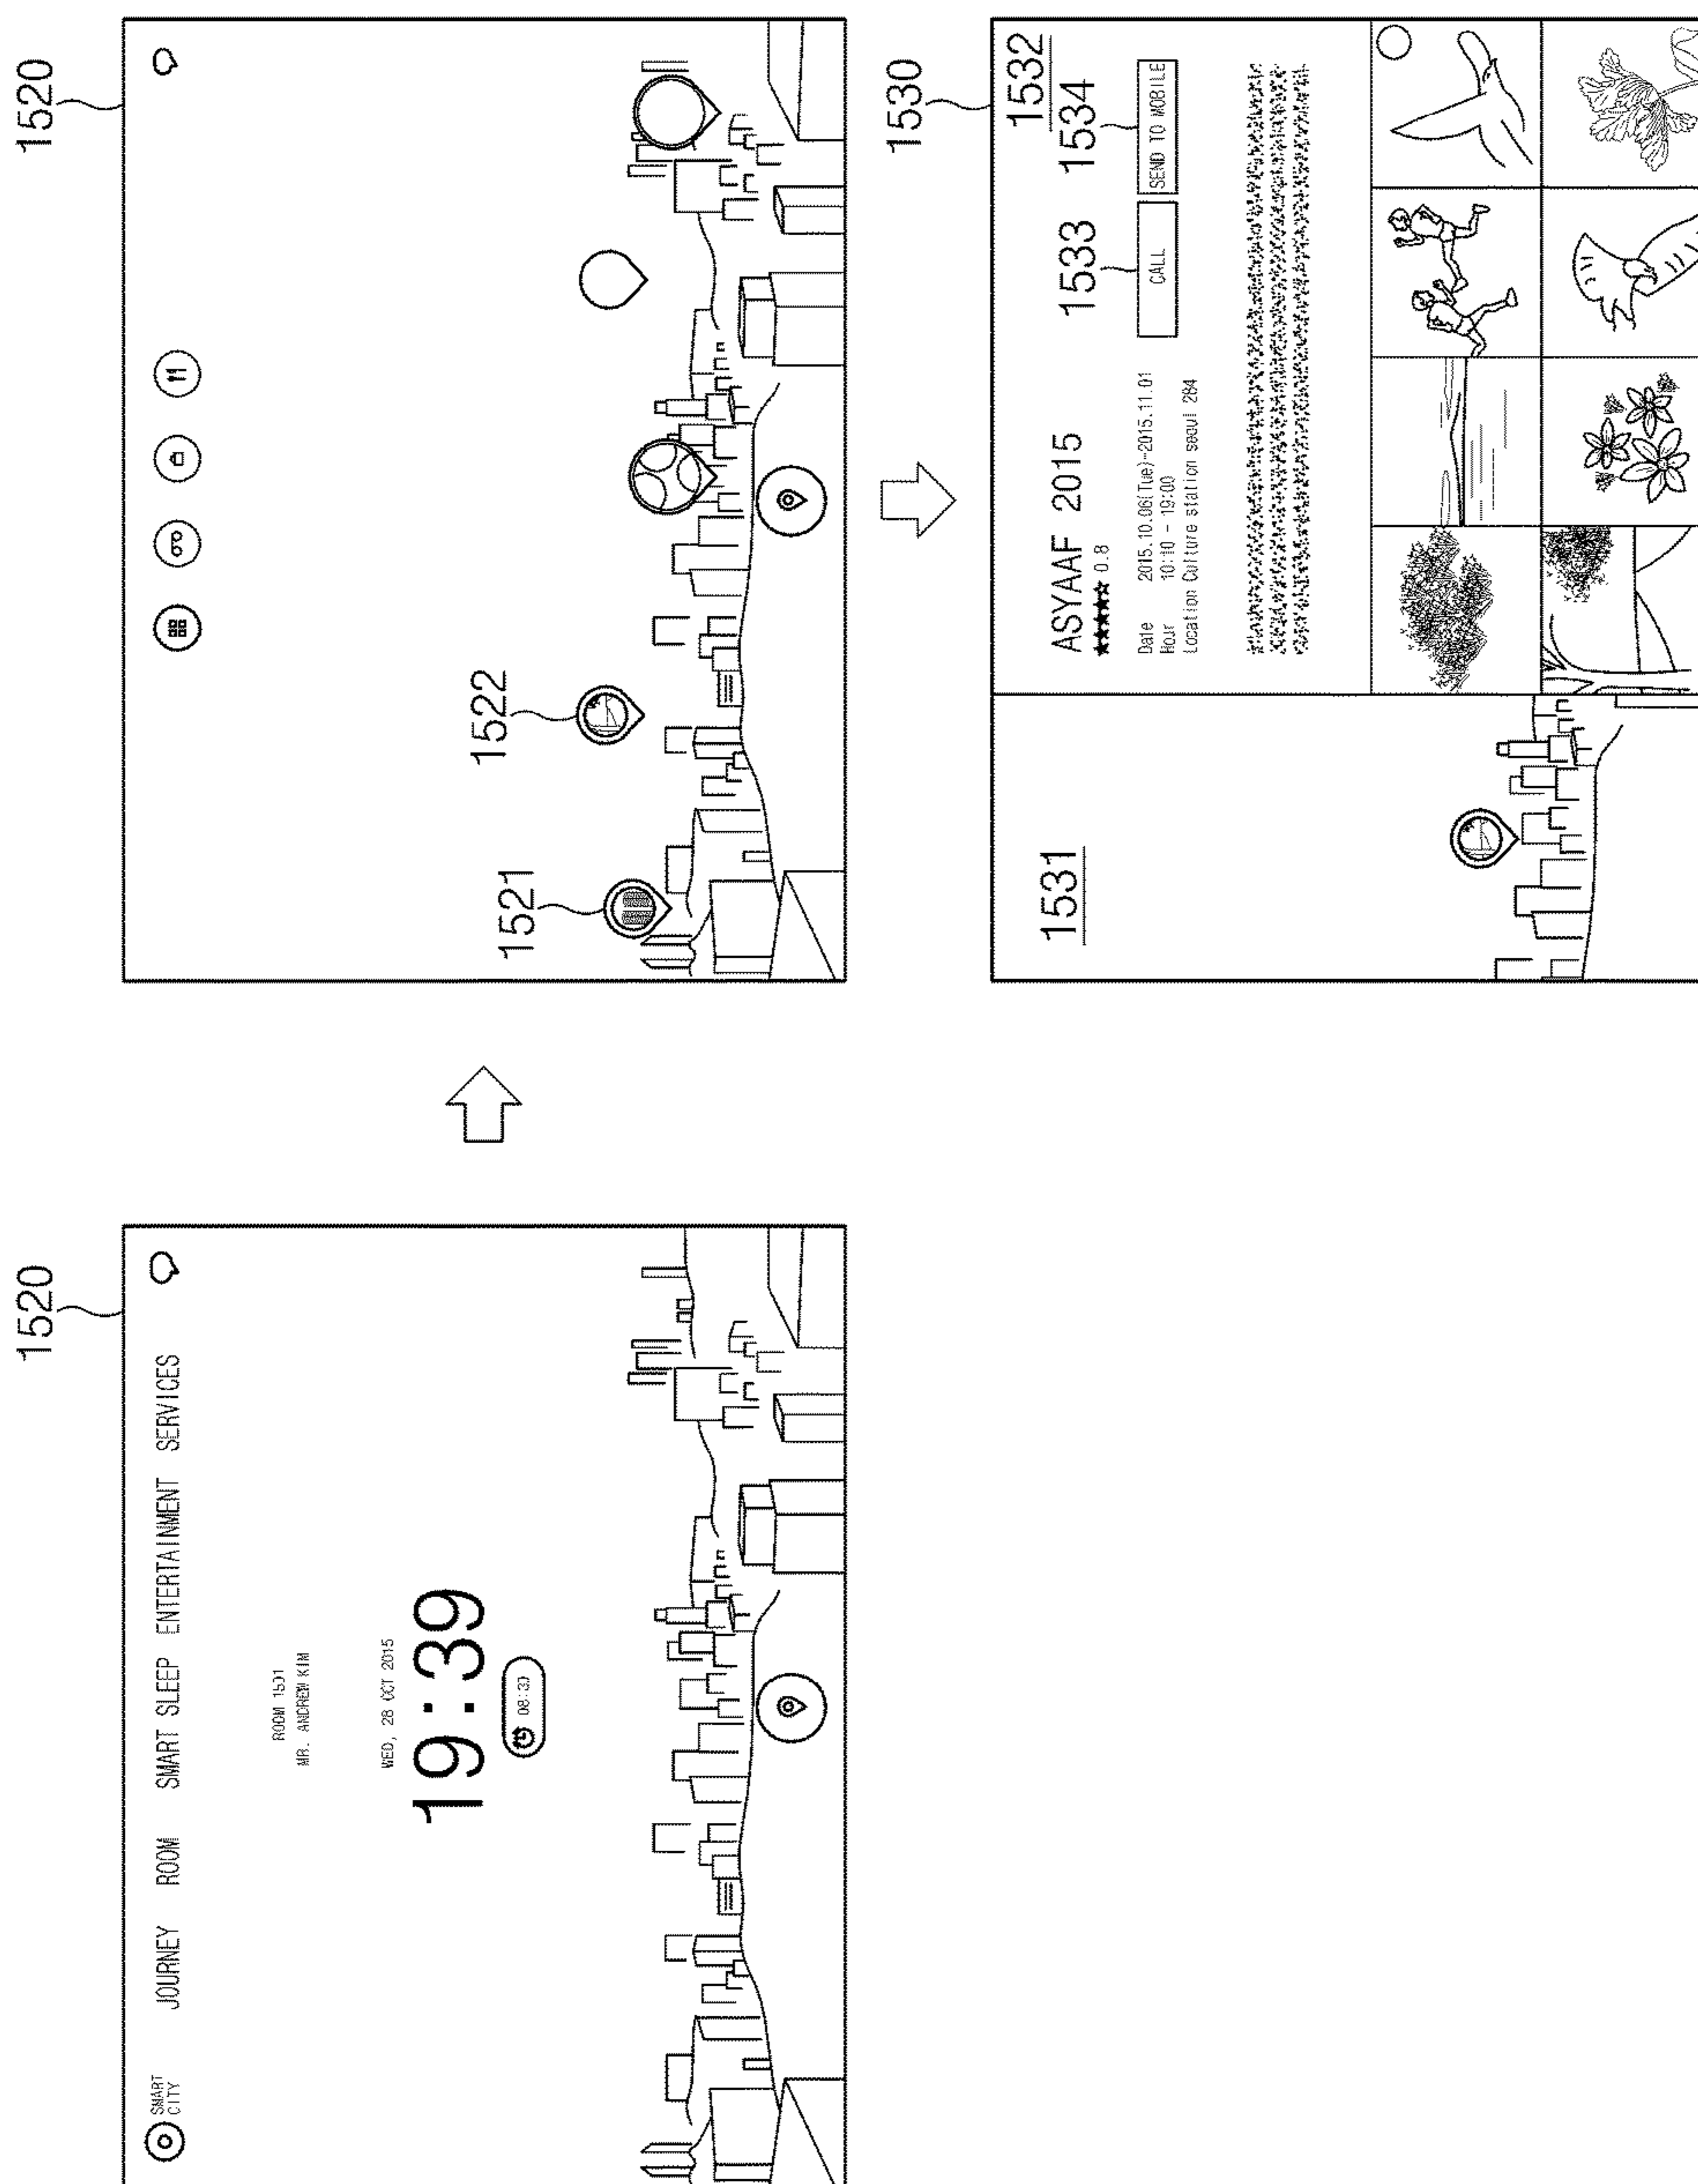 1520
SMART
CITY
JOURNEY ROOM SMART SLEEP ENTERTAINMENT SERVICES
ROOM
MR. ANDREW KIM
WED, 28 OCT 2015
19:39
08:30
1520
1521
1522
1530
1531
1532
ASYAAF 2015
1533
1534
★★★★☆ 0.8
Date 2015.10.06(Tue)-2015.11.01
Hour 10:10 - 19:00
Location Culture station seoul 284
CALL
SEND TO MOBILE